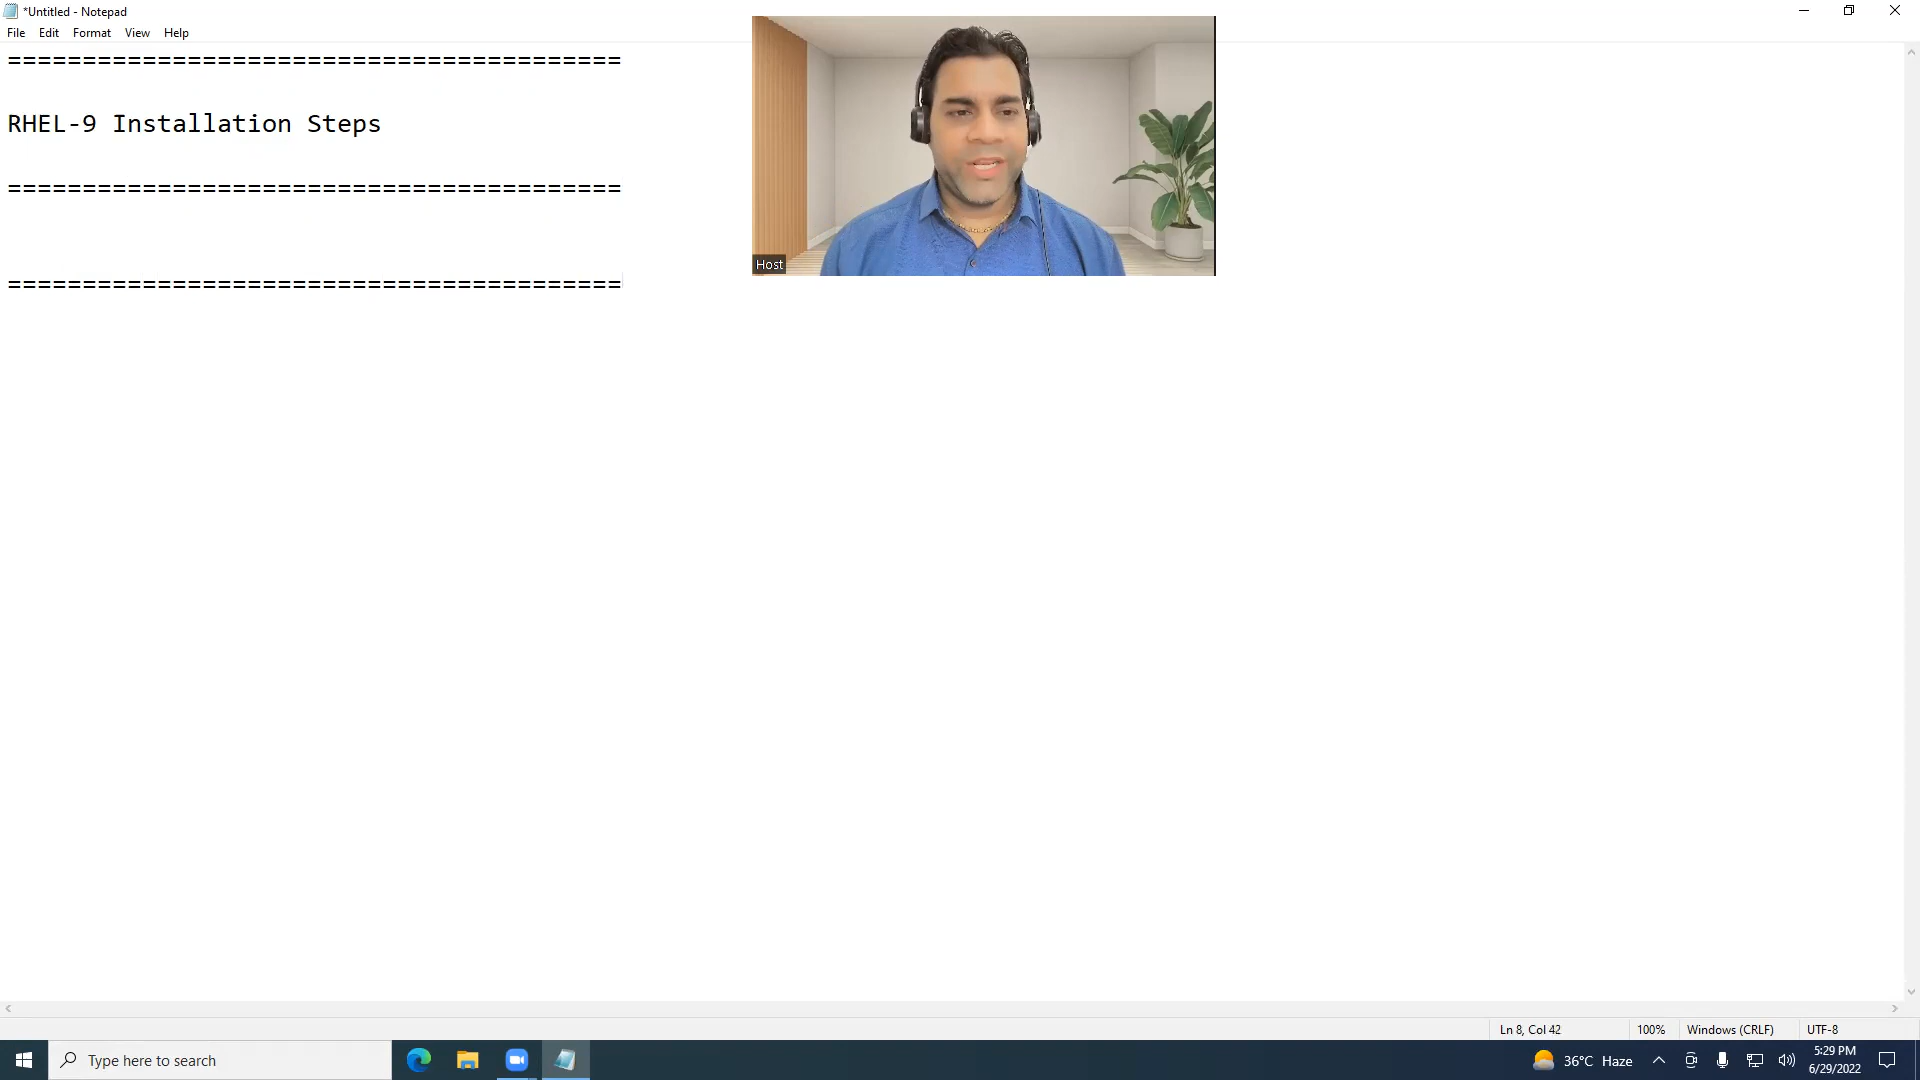 *Untitled - Notepad
File Edit Format View Help
=========================================
RHEL-9 Installation Steps
=========================================
=========================================
Host
Ln 8, Col 42 100% Windows (CRLF) UTF-8
Type here to search
36°C Haze
5:29 PM
6/29/2022